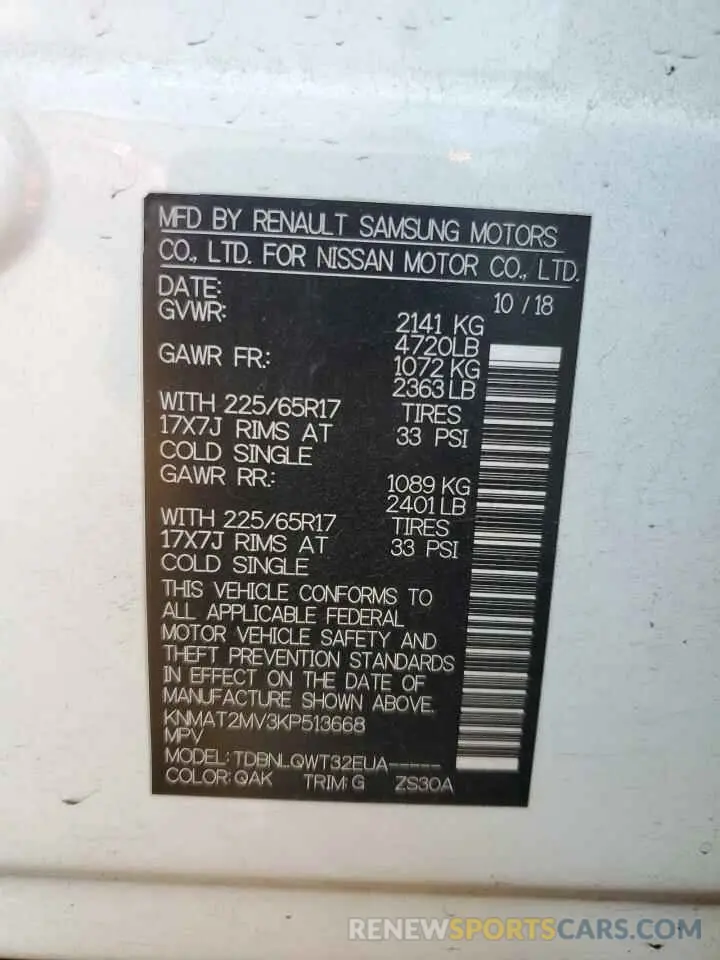 MFD BY RENAULT SAMSUNG MOTORS
CO., LTD. FOR NISSAN MOTOR CO., LTD.
DATE: 10 / 18
GVWR: 2141 KG
4720LB
GAWR FR.: 1072 KG
2363 LB
WITH 225/65R17 TIRES
17X7J RIMS AT 33 PSI
COLD SINGLE
GAWR RR.: 1089 KG
2401 LB
WITH 225/65R17 TIRES
17X7J RIMS AT 33 PSI
COLD SINGLE
THIS VEHICLE CONFORMS TO
ALL APPLICABLE FEDERAL
MOTOR VEHICLE SAFETY AND
THEFT PREVENTION STANDARDS
IN EFFECT ON THE DATE OF
MANUFACTURE SHOWN ABOVE.
KNMAT2MV3KP513668
MPV
MODEL: TDBNLQWT32EUA-----
COLOR: QAK TRIM: G ZS30A
RENEWSPORTSCARS.COM